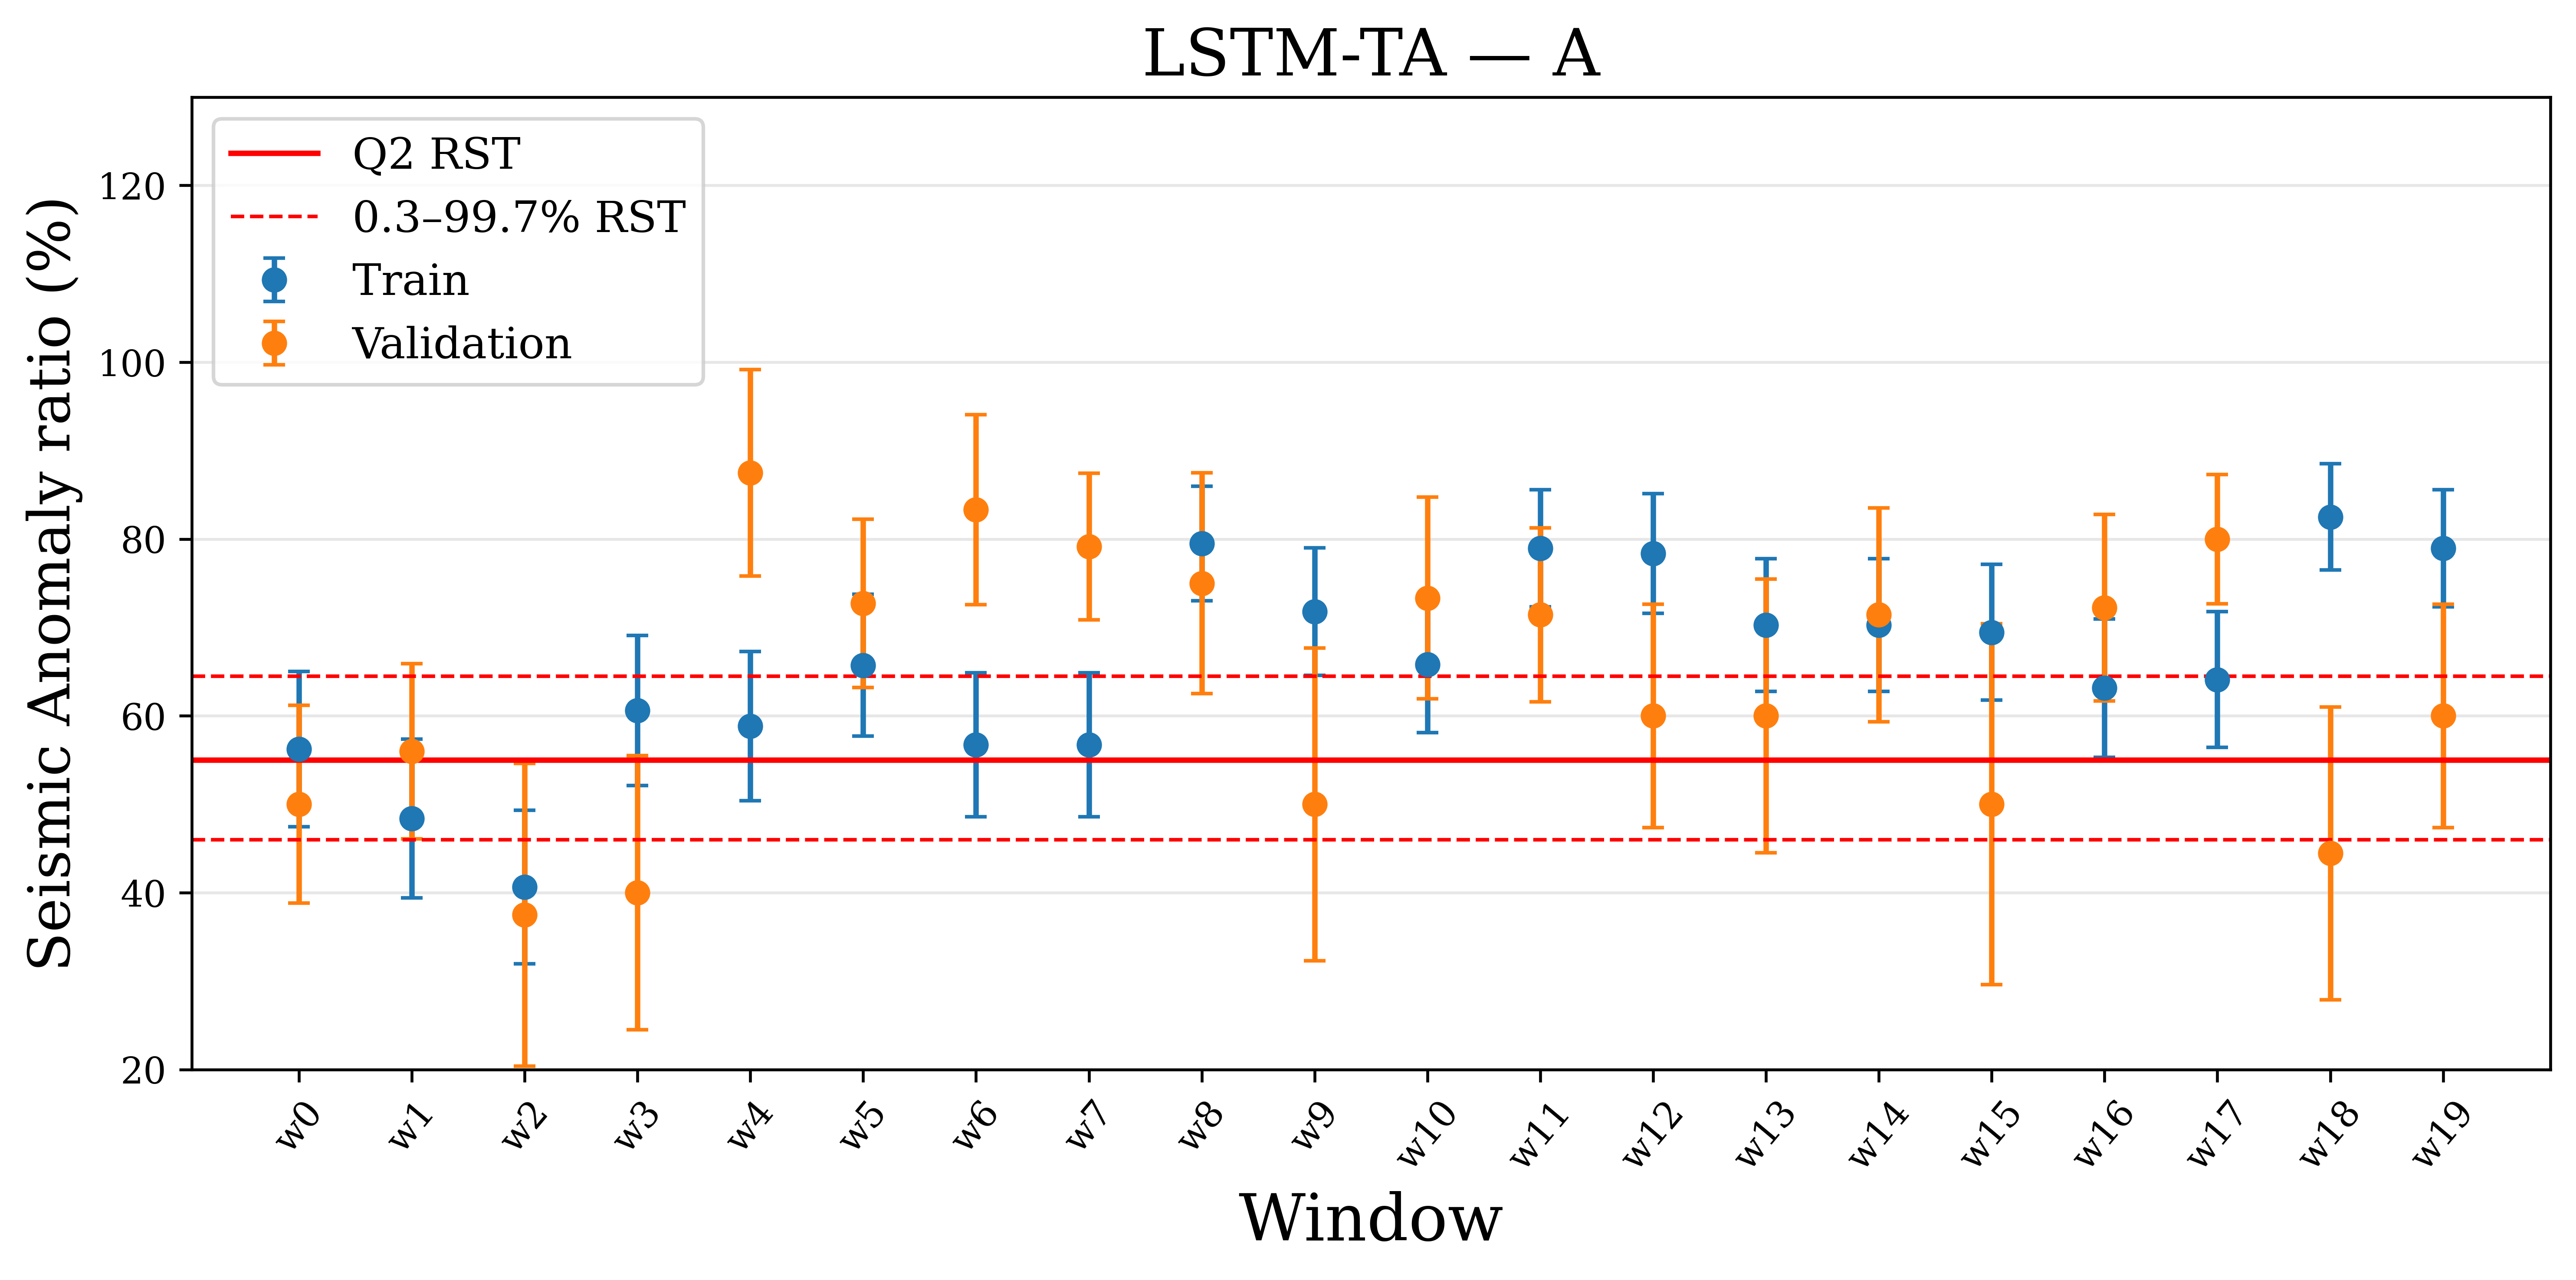 LSTM-TA — A
Seismic Anomaly ratio (%)
120
100
80
60
40
20
Q2 RST
0.3–99.7% RST
Train
Validation
w0 w1 w2 w3 w4 w5 w6 w7 w8 w9 w10 w11 w12 w13 w14 w15 w16 w17 w18 w19
Window